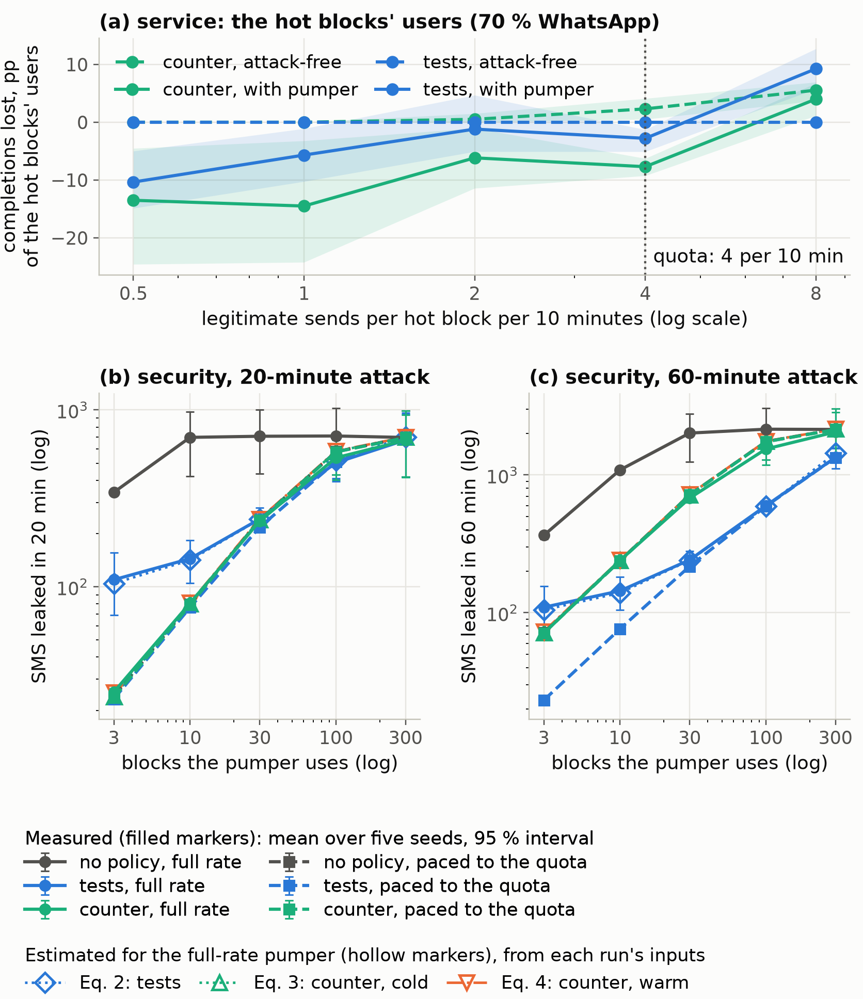 (a) service: the hot blocks' users (70 % WhatsApp)
completions lost, pp
of the hot blocks' users
10
0
−10
−20
counter, attack-free
tests, attack-free
counter, with pumper
tests, with pumper
quota: 4 per 10 min
0.5
1
2
4
8
legitimate sends per hot block per 10 minutes (log scale)
(b) security, 20-minute attack
SMS leaked in 20 min (log)
10³
10²
3
10
30
100
300
blocks the pumper uses (log)
(c) security, 60-minute attack
SMS leaked in 60 min (log)
10³
10²
3
10
30
100
300
blocks the pumper uses (log)
Measured (filled markers): mean over five seeds, 95 % interval
no policy, full rate
no policy, paced to the quota
tests, full rate
tests, paced to the quota
counter, full rate
counter, paced to the quota
Estimated for the full-rate pumper (hollow markers), from each run's inputs
Eq. 2: tests
Eq. 3: counter, cold
Eq. 4: counter, warm